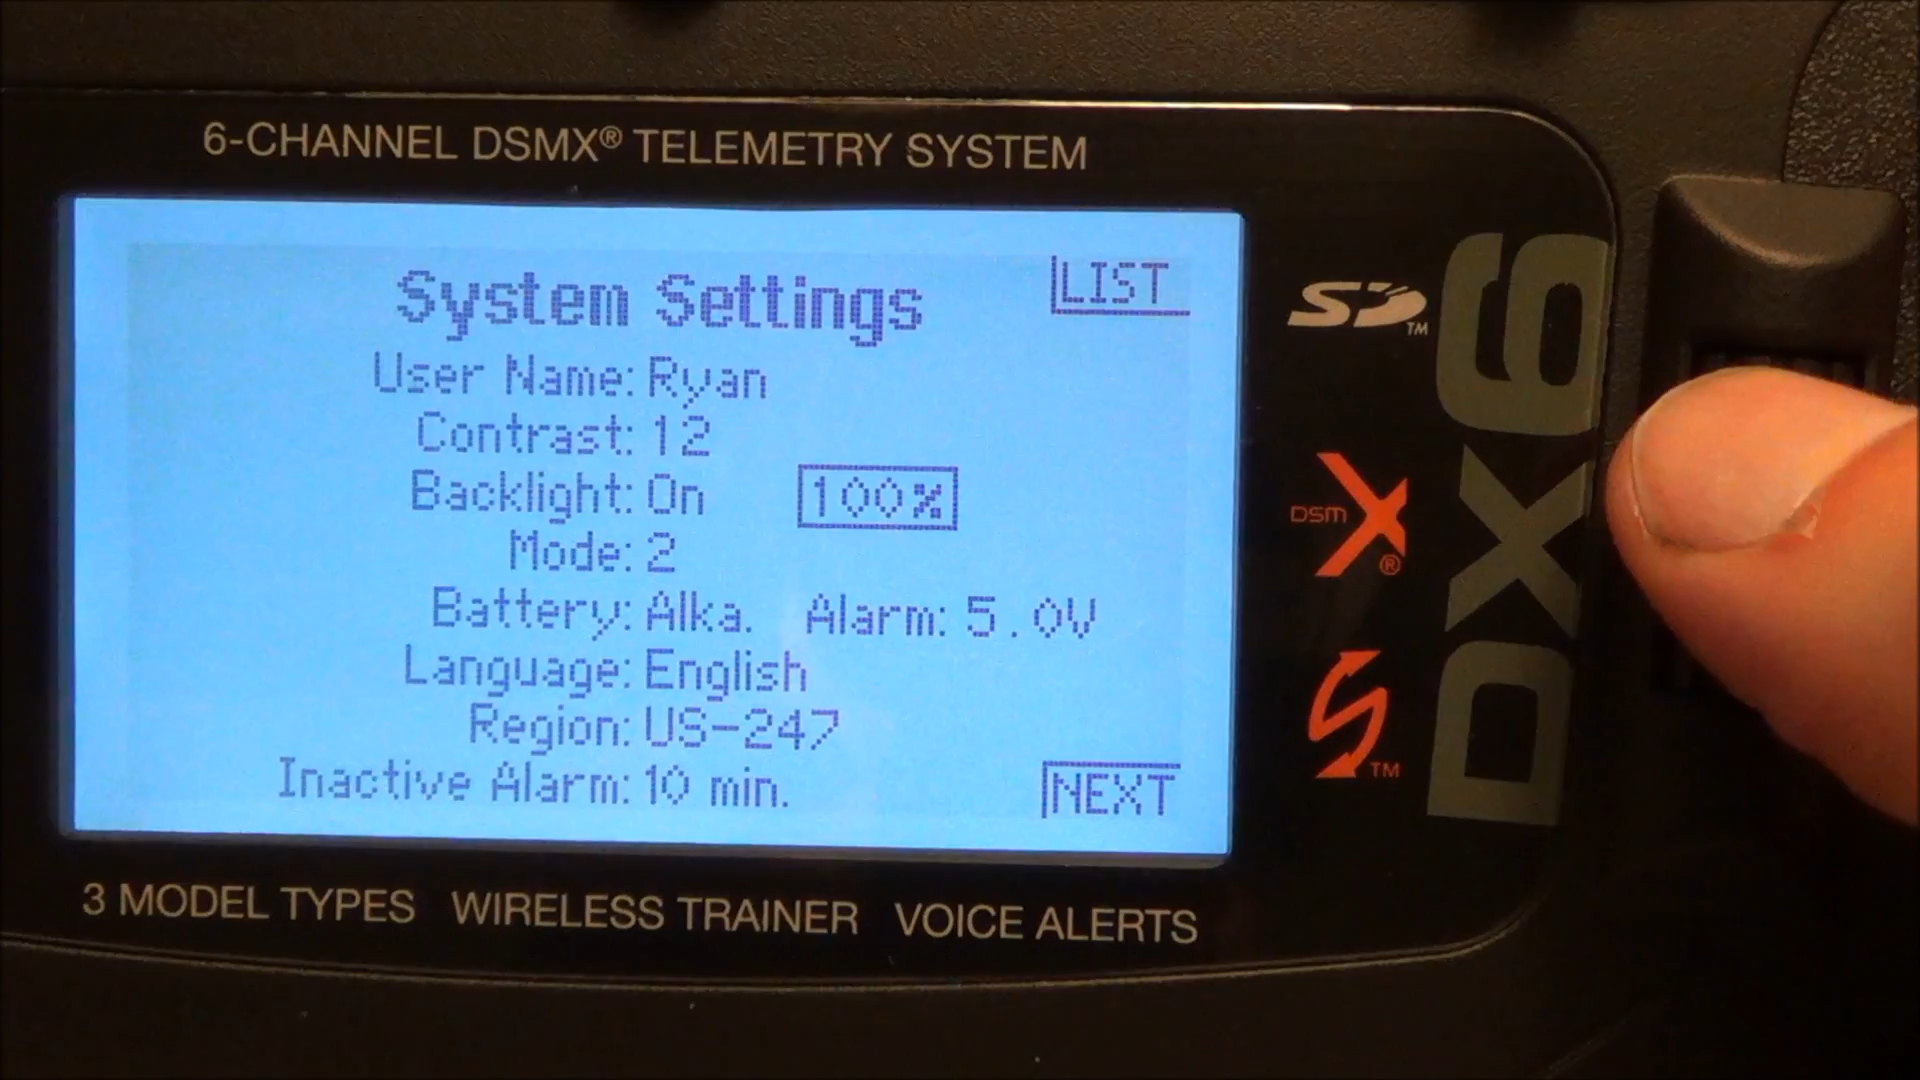 6-CHANNEL DSMX® TELEMETRY SYSTEM
System Settings
LIST
User Name: Ryan
Contrast: 12
Backlight: On 100%
Mode: 2
Battery: Alka. Alarm: 5.0V
Language: English
Region: US-247
Inactive Alarm: 10 min.
NEXT
SD™
DSM X®
™
DX6
3 MODEL TYPES WIRELESS TRAINER VOICE ALERTS